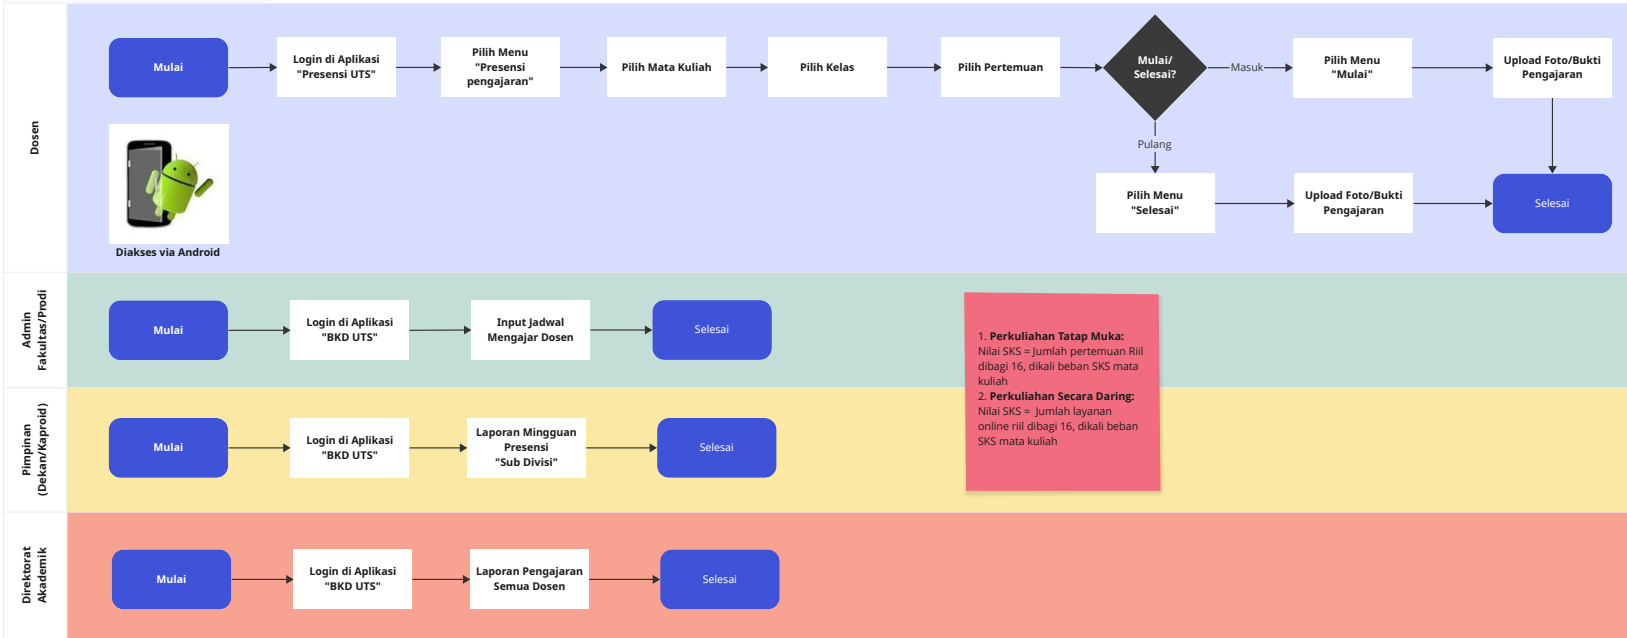 Dosen
Mulai
Login di Aplikasi
"Presensi UTS"
Pilih Menu
"Presensi
pengajaran"
Pilih Mata Kuliah
Pilih Kelas
Pilih Pertemuan
Mulai/
Selesai?
Masuk
Pilih Menu
"Mulai"
Upload Foto/Bukti
Pengajaran
Pulang
Pilih Menu
"Selesai"
Upload Foto/Bukti
Pengajaran
Selesai
Diakses via Android
Admin
Fakultas/Prodi
Mulai
Login di Aplikasi
"BKD UTS"
Input Jadwal
Mengajar Dosen
Selesai
1. Perkuliahan Tatap Muka:
Nilai SKS = Jumlah pertemuan Riil
dibagi 16, dikali beban SKS mata
kuliah
2. Perkuliahan Secara Daring:
Nilai SKS = Jumlah layanan
online riil dibagi 16, dikali beban
SKS mata kuliah
Pimpinan
(Dekan/Kaproid)
Mulai
Login di Aplikasi
"BKD UTS"
Laporan Mingguan
Presensi
"Sub Divisi"
Selesai
Direktorat
Akademik
Mulai
Login di Aplikasi
"BKD UTS"
Laporan Pengajaran
Semua Dosen
Selesai